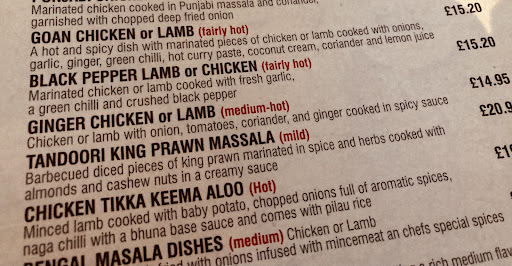 Marinated chicken cooked in Punjabi massala and
garnished with chopped deep fried onion
£15.20
GOAN CHICKEN or LAMB (fairly hot)
A hot and spicy dish with marinated pieces of chicken or lamb cooked with onions,
garlic, ginger, green chilli, hot curry paste, coconut cream, coriander and lemon juice
£15.20
BLACK PEPPER LAMB or CHICKEN (fairly hot)
Marinated chicken or lamb cooked with fresh garlic,
a green chilli and crushed black pepper
£14.95
GINGER CHICKEN or LAMB (medium-hot)
Chicken or lamb with onion, tomatoes, coriander, and ginger cooked in spicy sauce
£20.9
TANDOORI KING PRAWN MASSALA (mild)
Barbecued diced pieces of king prawn marinated in spice and herbs cooked with
almonds and cashew nuts in a creamy sauce
CHICKEN TIKKA KEEMA ALOO (Hot)
Minced lamb cooked with baby potato, chopped onions full of aromatic spices,
naga chilli with a bhuna base sauce and comes with pilau rice
BENGAL MASALA DISHES (medium) Chicken or Lamb
fried with onions infused with mincemeat an chefs special spices
a rich medium